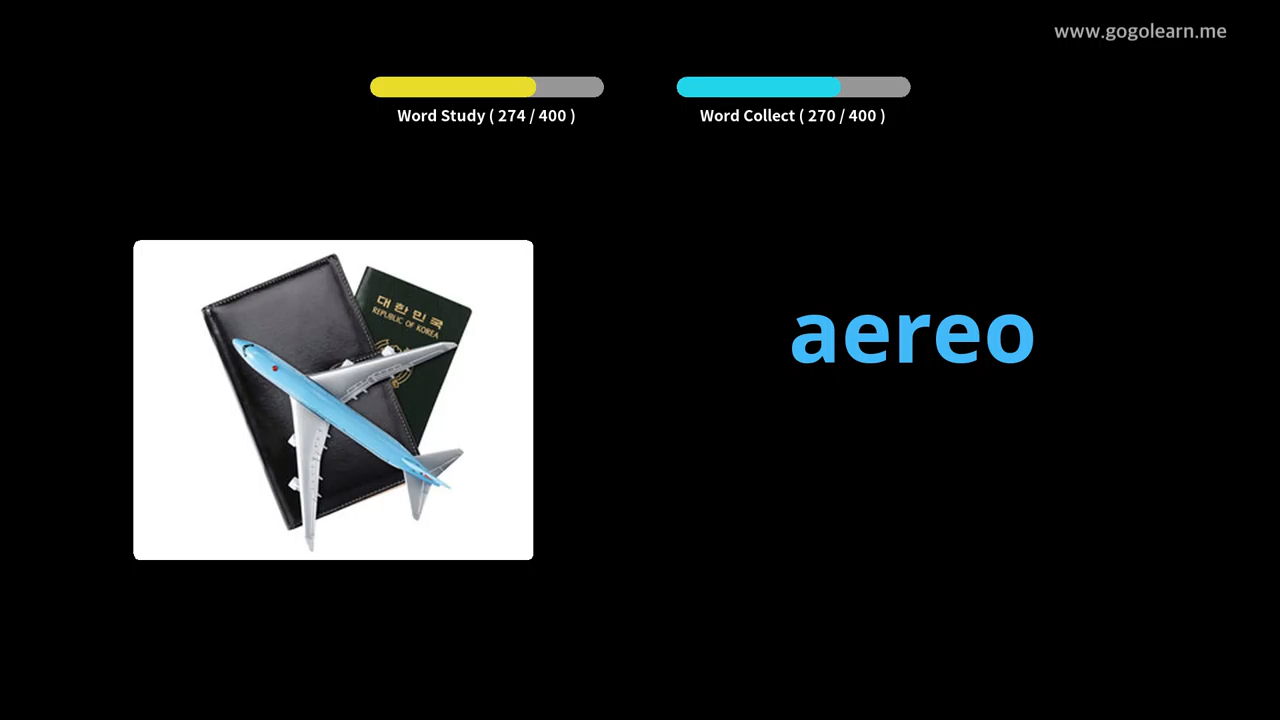 www.gogolearn.me
Word Study ( 274 / 400 )
Word Collect ( 270 / 400 )
대한민국
REPUBLIC OF KOREA
aereo